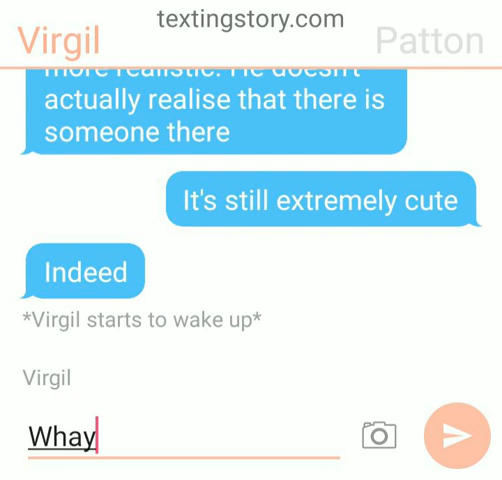 textingstory.com
Virgil
Patton
more realistic. He doesn't
actually realise that there is
someone there
It's still extremely cute
Indeed
*Virgil starts to wake up*
Virgil
Whay